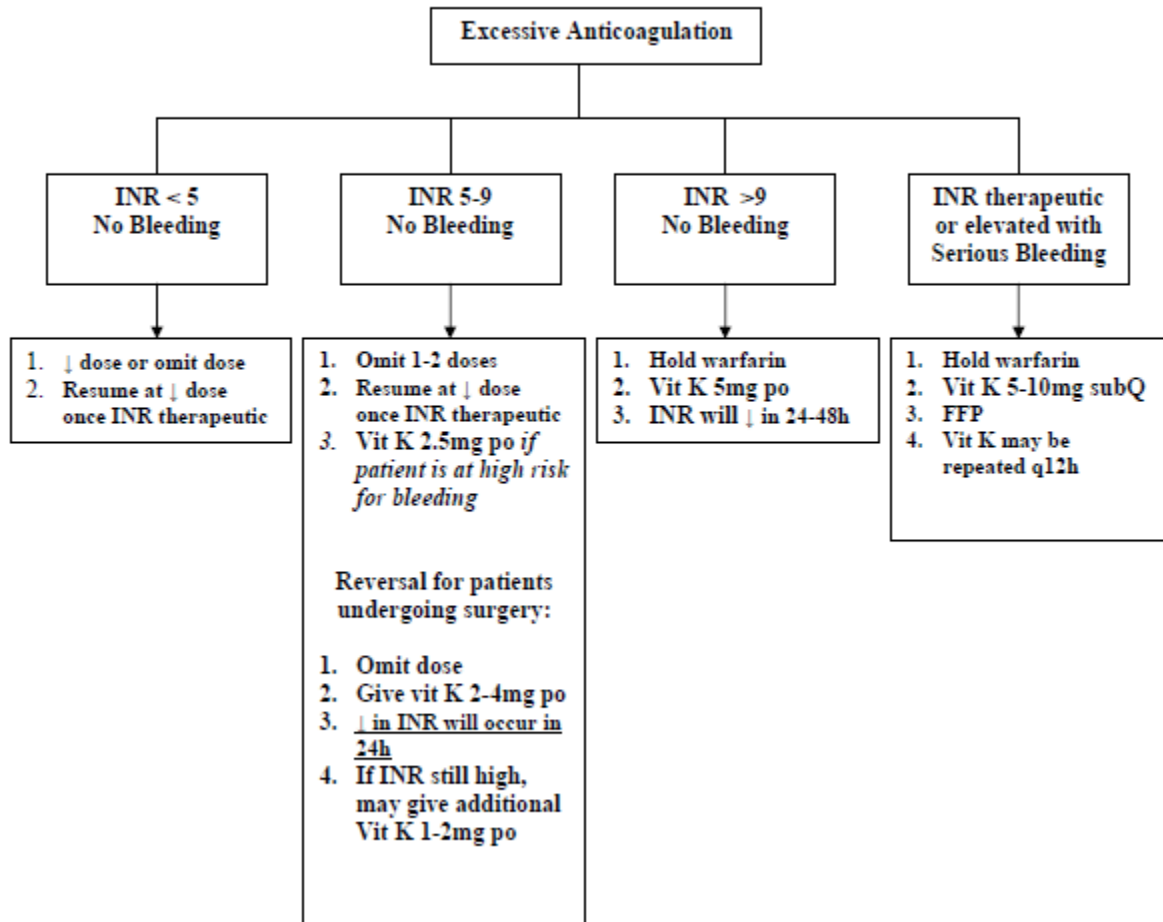 Excessive Anticoagulation
INR < 5
No Bleeding
INR 5-9
No Bleeding
INR >9
No Bleeding
INR therapeutic
or elevated with
Serious Bleeding
1. ↓ dose or omit dose
2. Resume at ↓ dose
once INR therapeutic
1. Omit 1-2 doses
2. Resume at ↓ dose
once INR therapeutic
3. Vit K 2.5mg po if
patient is at high risk
for bleeding
Reversal for patients
undergoing surgery:
1. Omit dose
2. Give vit K 2-4mg po
3. ↓ in INR will occur in
24h
4. If INR still high,
may give additional
Vit K 1-2mg po
1. Hold warfarin
2. Vit K 5mg po
3. INR will ↓ in 24-48h
1. Hold warfarin
2. Vit K 5-10mg subQ
3. FFP
4. Vit K may be
repeated q12h